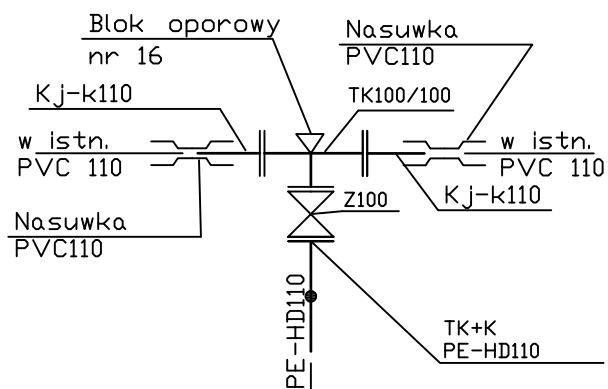 Blok oporowy
nr 16
Nasuwka
PVC110
Kj-k110
TK100/100
w istn.
PVC 110
w istn.
PVC 110
Kj-k110
Z100
Nasuwka
PVC110
PE-HD110
TK+K
PE-HD110